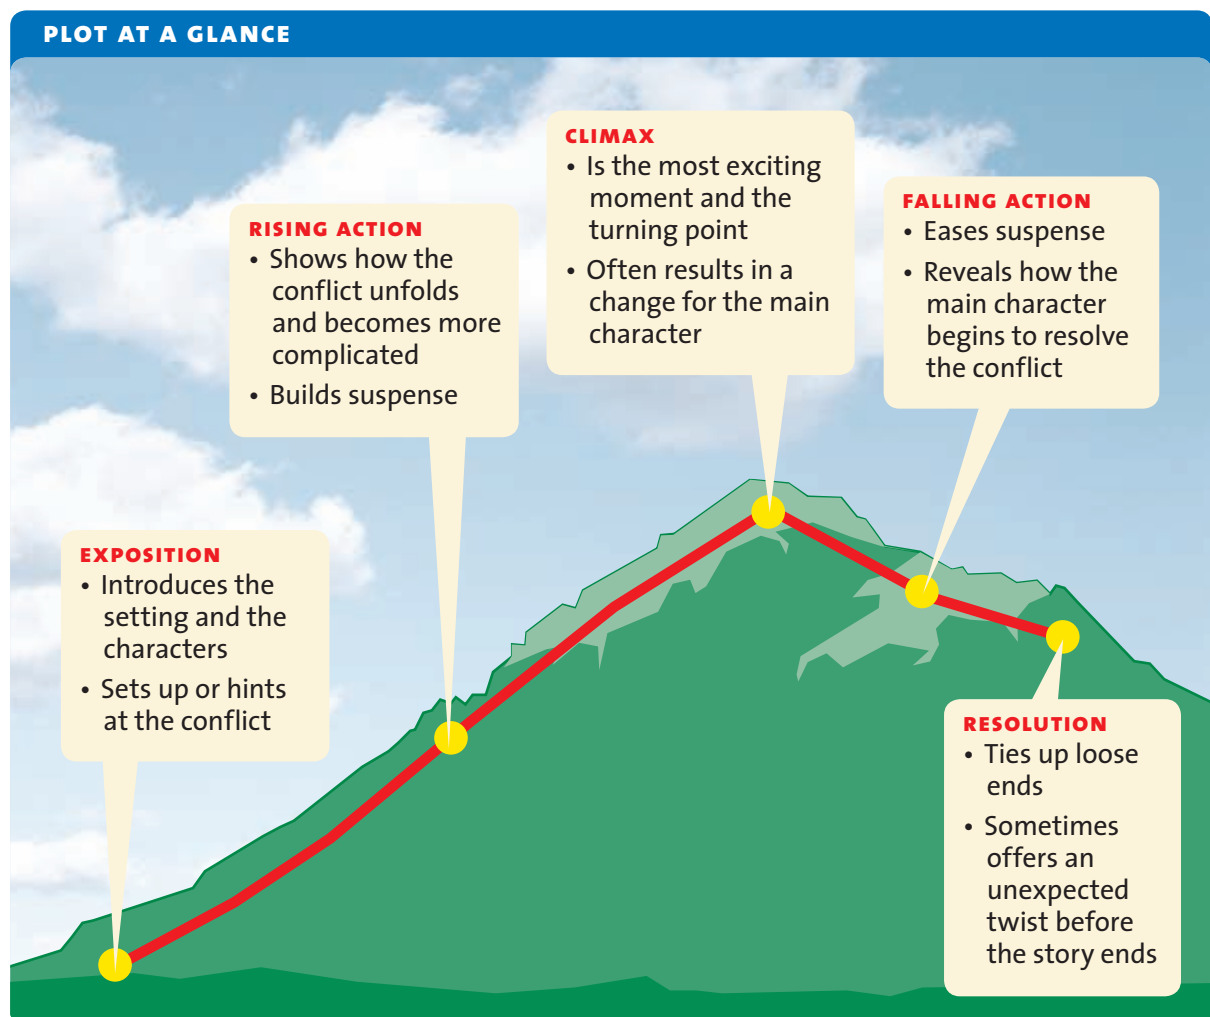 PLOT AT A GLANCE
EXPOSITION
• Introduces the
setting and the
characters
• Sets up or hints
at the conflict
RISING ACTION
• Shows how the
conflict unfolds
and becomes more
complicated
• Builds suspense
CLIMAX
• Is the most exciting
moment and the
turning point
• Often results in a
change for the main
character
FALLING ACTION
• Eases suspense
• Reveals how the
main character
begins to resolve
the conflict
RESOLUTION
• Ties up loose
ends
• Sometimes
offers an
unexpected
twist before
the story ends